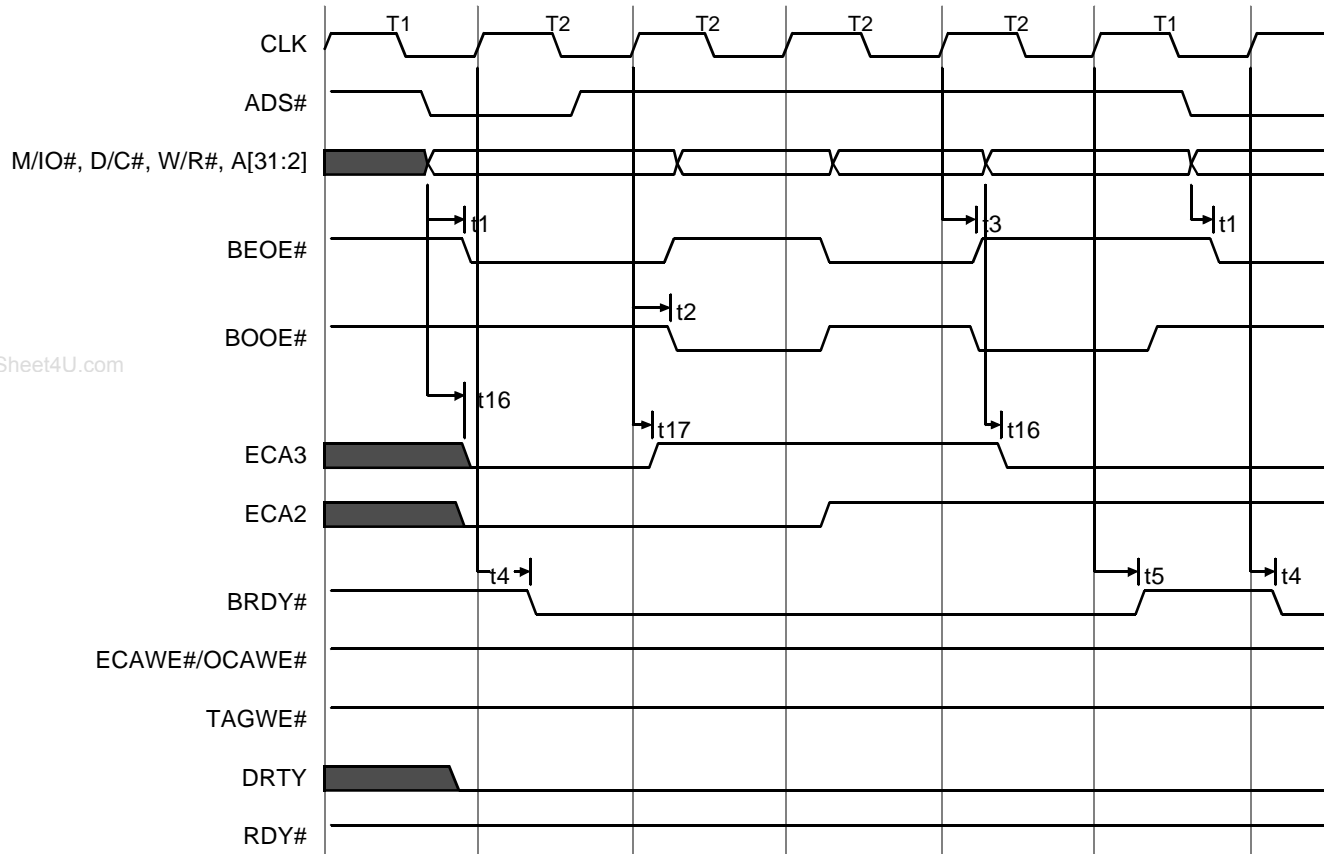 T1 T2 T2 T2 T2 T1
CLK
ADS#
M/IO#, D/C#, W/R#, A[31:2]
t1 t3 t1
BEOE#
t2
BOOE#
Sheet4U.com
t16
t17 t16
ECA3
ECA2
t4 t5 t4
BRDY#
ECAWE#/OCAWE#
TAGWE#
DRTY
RDY#